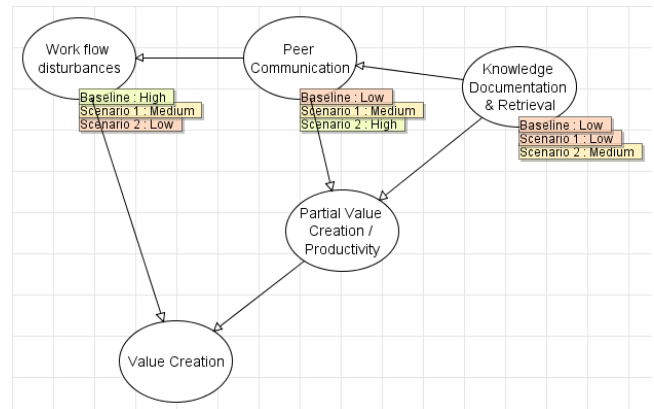 Work flow
disturbances
Baseline : High
Scenario 1 : Medium
Scenario 2 : Low
Peer
Communication
Baseline : Low
Scenario 1 : Medium
Scenario 2 : High
Knowledge
Documentation
& Retrieval
Baseline : Low
Scenario 1 : Low
Scenario 2 : Medium
Partial Value
Creation /
Productivity
Value Creation